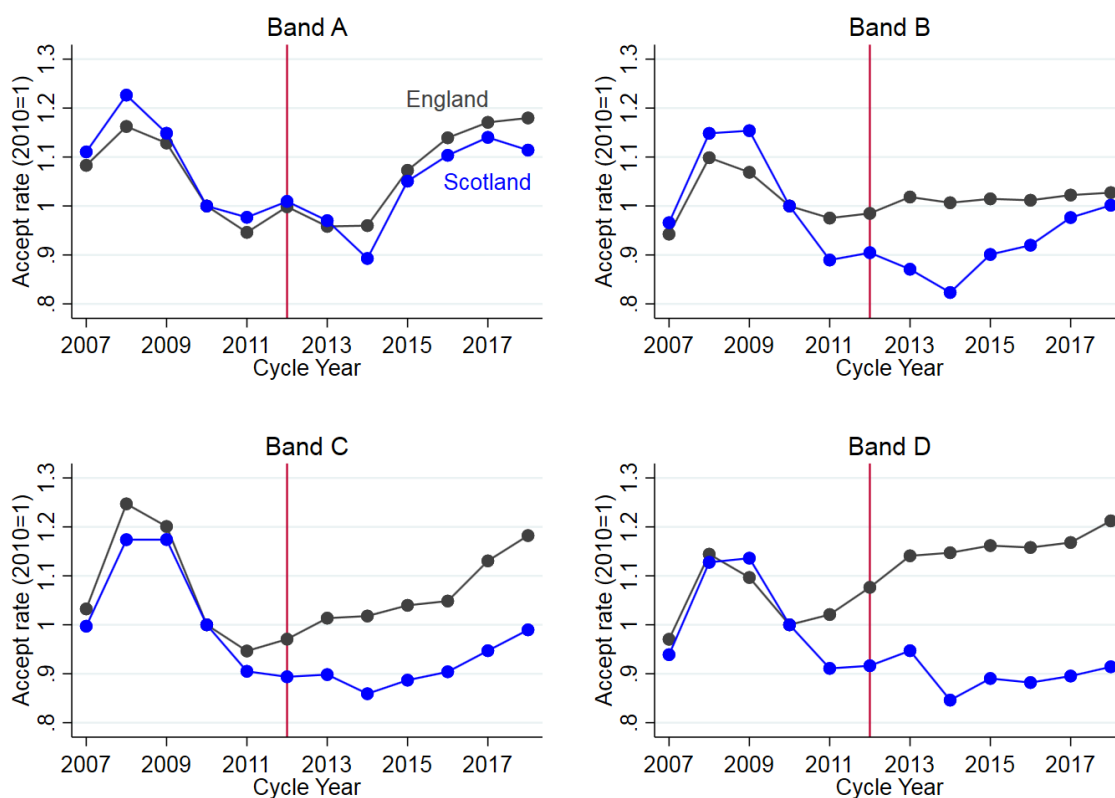 Band A
Accept rate (2010=1)
1.3
1.2
1.1
1
.9
.8
England
Scotland
2007 2009 2011 2013 2015 2017
Cycle Year
Band B
Accept rate (2010=1)
1.3
1.2
1.1
1
.9
.8
2007 2009 2011 2013 2015 2017
Cycle Year
Band C
Accept rate (2010=1)
1.3
1.2
1.1
1
.9
.8
2007 2009 2011 2013 2015 2017
Cycle Year
Band D
Accept rate (2010=1)
1.3
1.2
1.1
1
.9
.8
2007 2009 2011 2013 2015 2017
Cycle Year